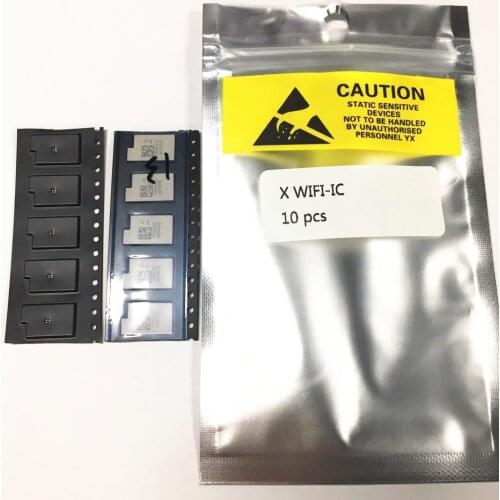 CAUTION
STATIC SENSITIVE
DEVICES
NOT TO BE HANDLED
BY UNAUTHORISED
PERSONNEL YX
X WIFI-IC
10 pcs